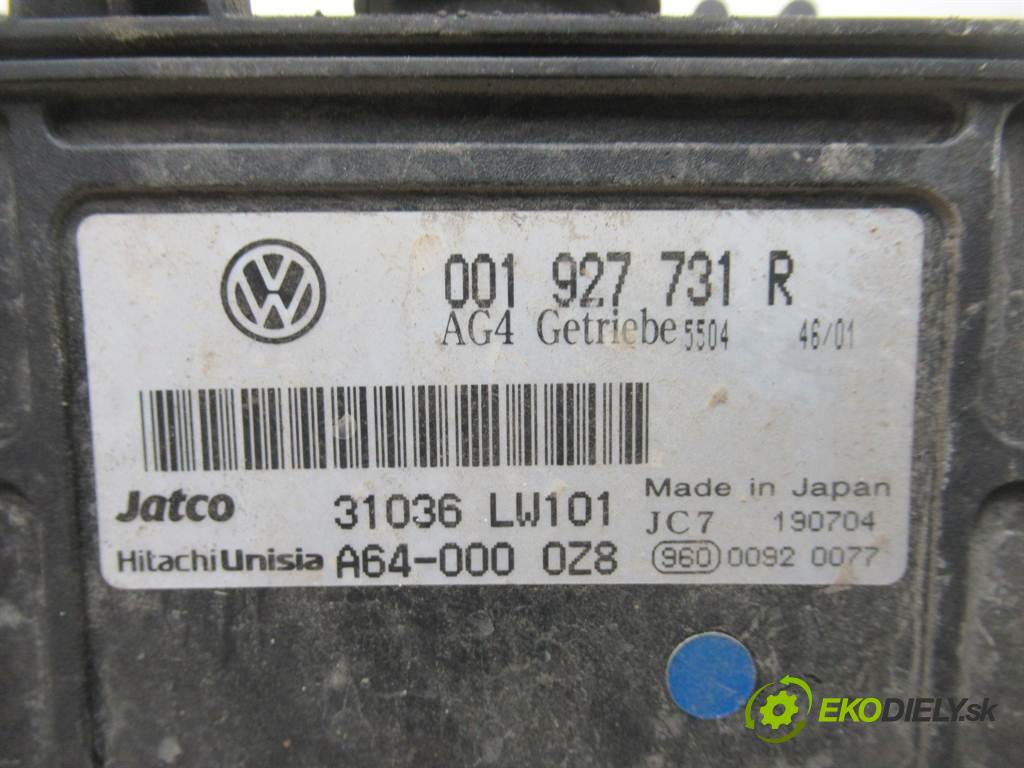 001 927 731 R
AG4 Getriebe 5504 46/01
Jatco 31036 LW101 Made in Japan
JC7 190704
HitachiUnisia A64-000 0Z8 960 0092 0077
EKODIELY.sk